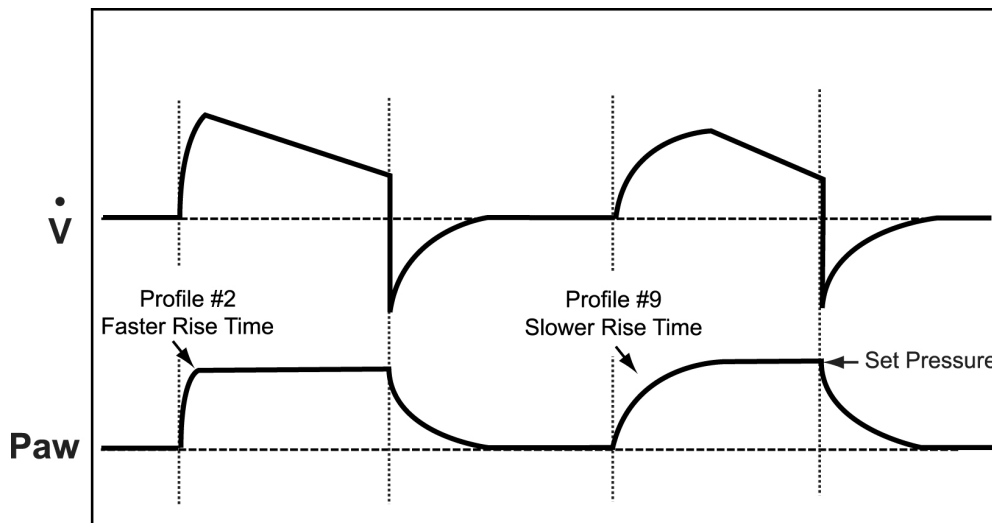 V̇
Profile #2
Faster Rise Time
Profile #9
Slower Rise Time
Set Pressure
Paw